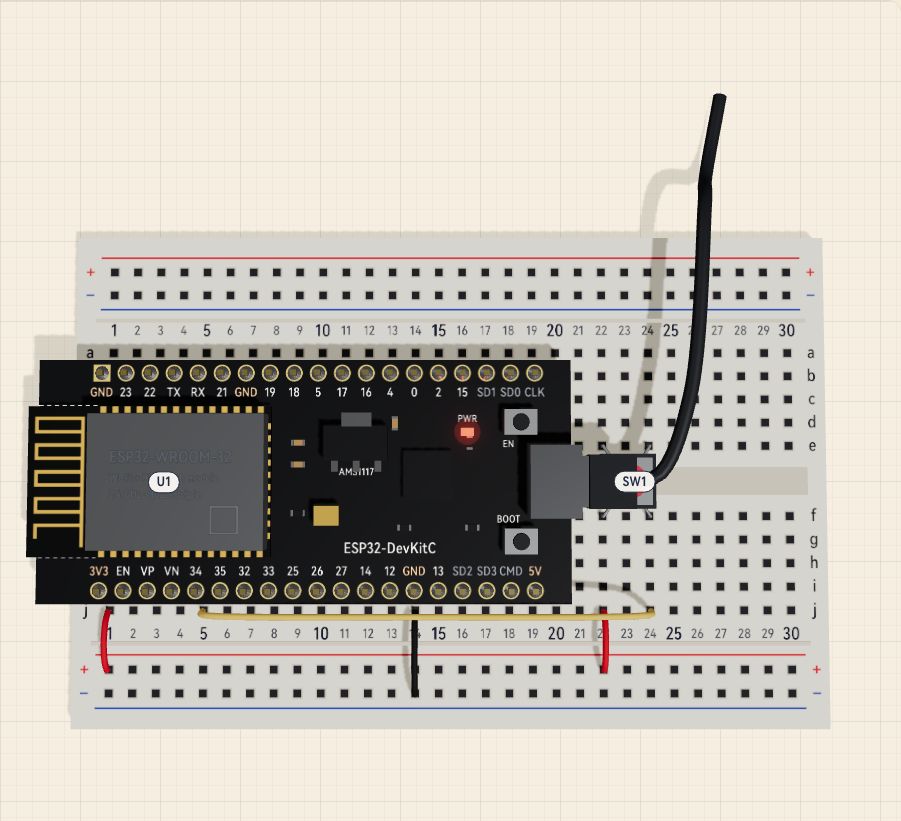 + +
− −
1 2 3 4 5 6 7 8 9 10 11 12 13 14 15 16 17 18 19 20 21 22 23 24 25 26 27 28 29 30
a a
b
c
d
e
GND 23 22 TX RX 21 GND 19 18 5 17 16 4 0 2 15 SD1 SD0 CLK
PWR
EN
ESP32-WROOM-32
AMS1117
U1
SW1
BOOT
ESP32-DevKitC
3V3 EN VP VN 34 35 32 33 25 26 27 14 12 GND 13 SD2 SD3 CMD 5V
f
g
h
i
j j
1 2 3 4 5 6 7 8 9 10 11 12 13 14 15 16 17 18 19 20 21 22 23 24 25 26 27 28 29 30
+ +
− −